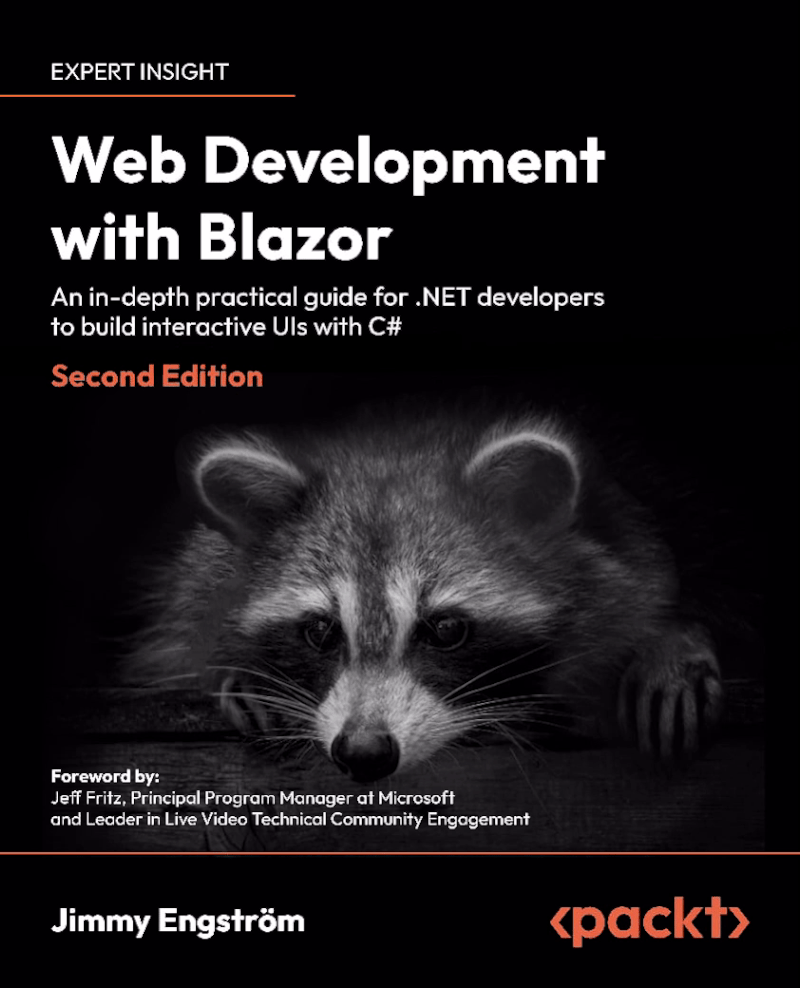 EXPERT INSIGHT
Web Development
with Blazor
An in-depth practical guide for .NET developers
to build interactive UIs with C#
Second Edition
Foreword by:
Jeff Fritz, Principal Program Manager at Microsoft
and Leader in Live Video Technical Community Engagement
Jimmy Engström
<packt>